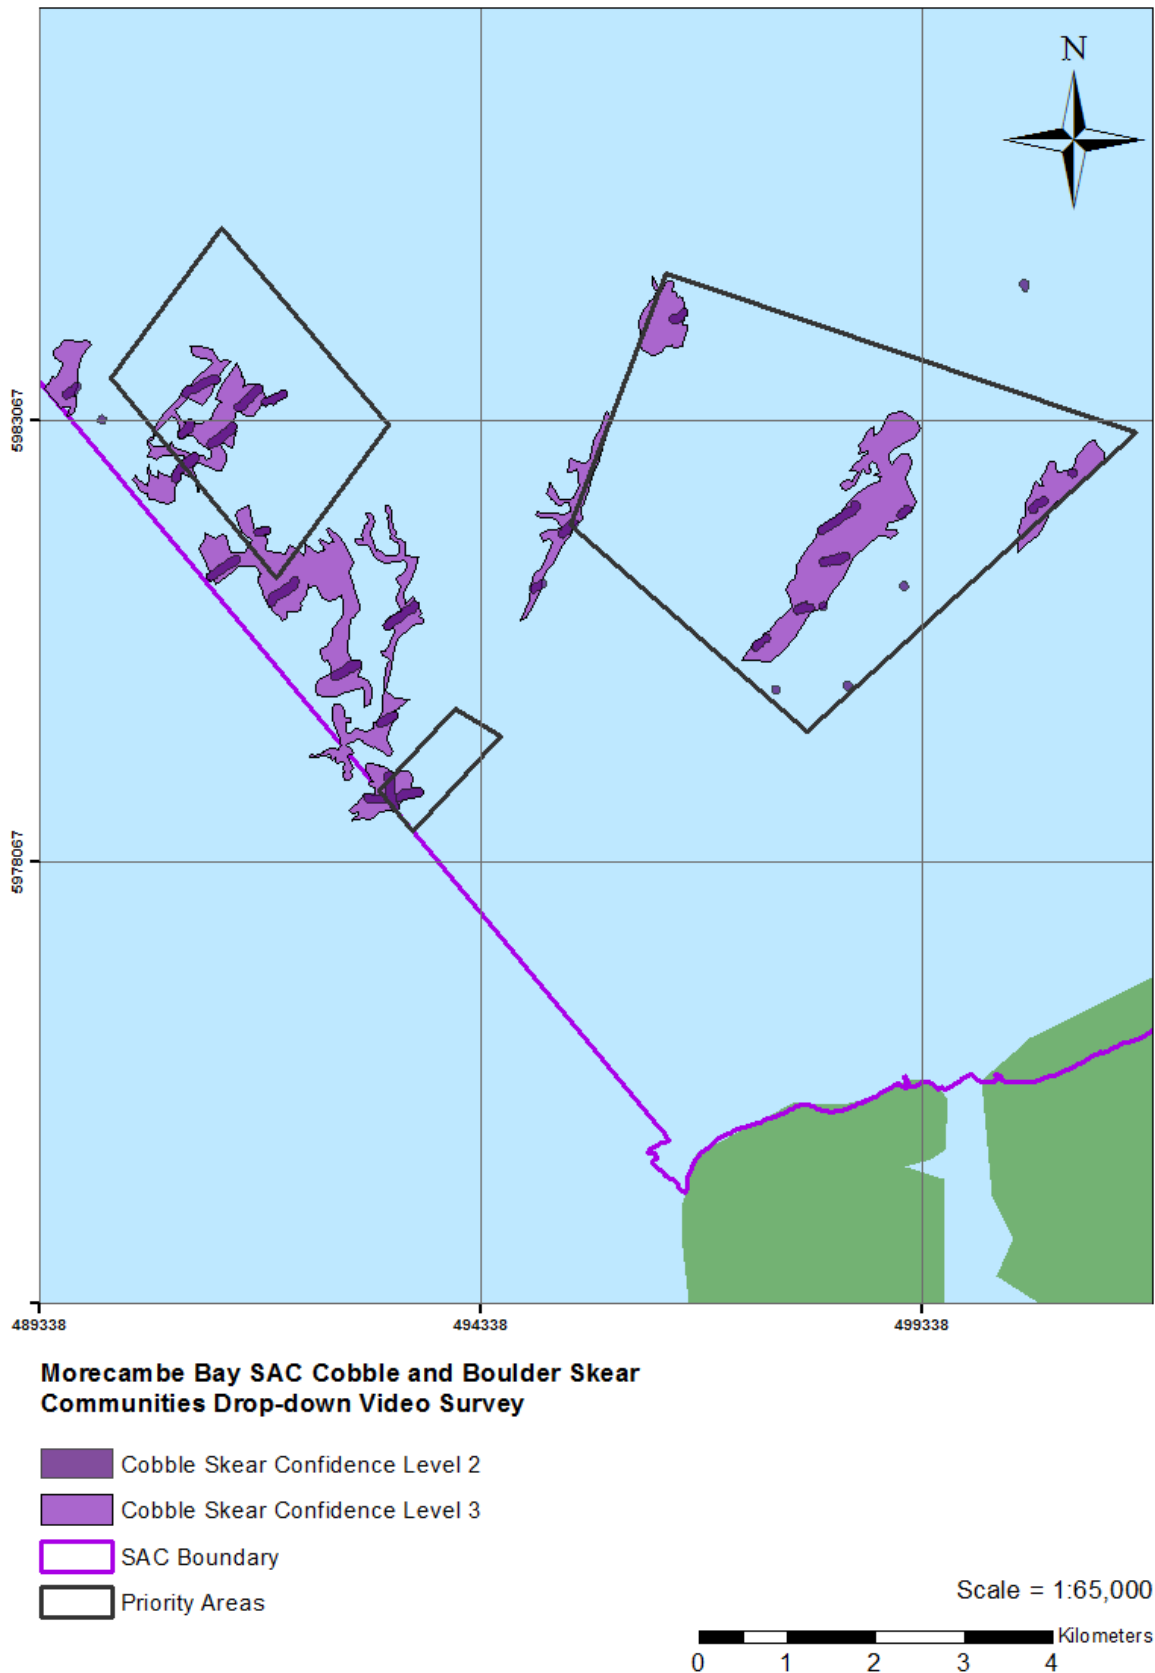 N
5983067
5978067
489338 494338 499338
Morecambe Bay SAC Cobble and Boulder Skear
Communities Drop-down Video Survey
Cobble Skear Confidence Level 2
Cobble Skear Confidence Level 3
SAC Boundary
Priority Areas
Scale = 1:65,000
Kilometers
0 1 2 3 4